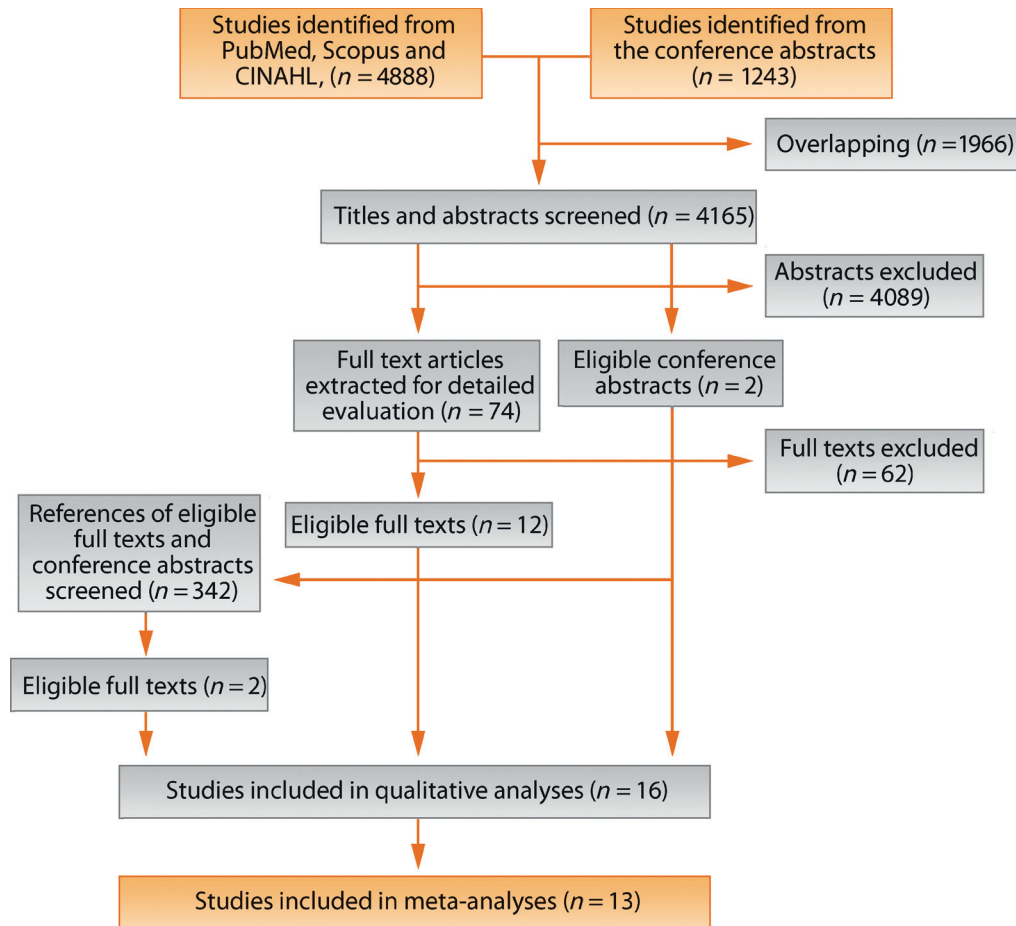 Studies identified from
PubMed, Scopus and
CINAHL, (n = 4888)
Studies identified from
the conference abstracts
(n = 1243)
Overlapping (n =1966)
Titles and abstracts screened (n = 4165)
Abstracts excluded
(n = 4089)
Full text articles
extracted for detailed
evaluation (n = 74)
Eligible conference
abstracts (n = 2)
Full texts excluded
(n = 62)
References of eligible
full texts and
conference abstracts
screened (n = 342)
Eligible full texts (n = 12)
Eligible full texts (n = 2)
Studies included in qualitative analyses (n = 16)
Studies included in meta-analyses (n = 13)